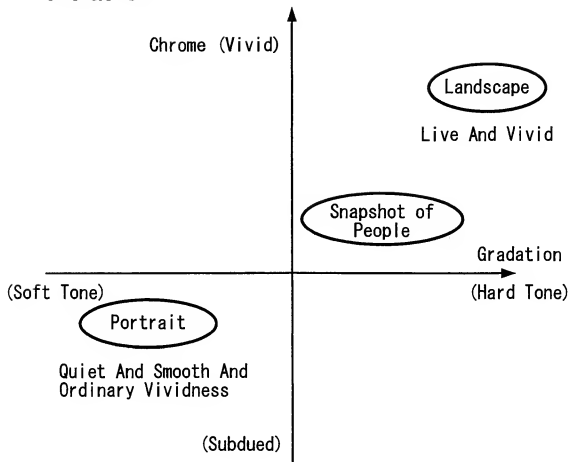 Chrome (Vivid)
Landscape
Live And Vivid
Snapshot of
People
Gradation
(Soft Tone)
(Hard Tone)
Portrait
Quiet And Smooth And
Ordinary Vividness
(Subdued)